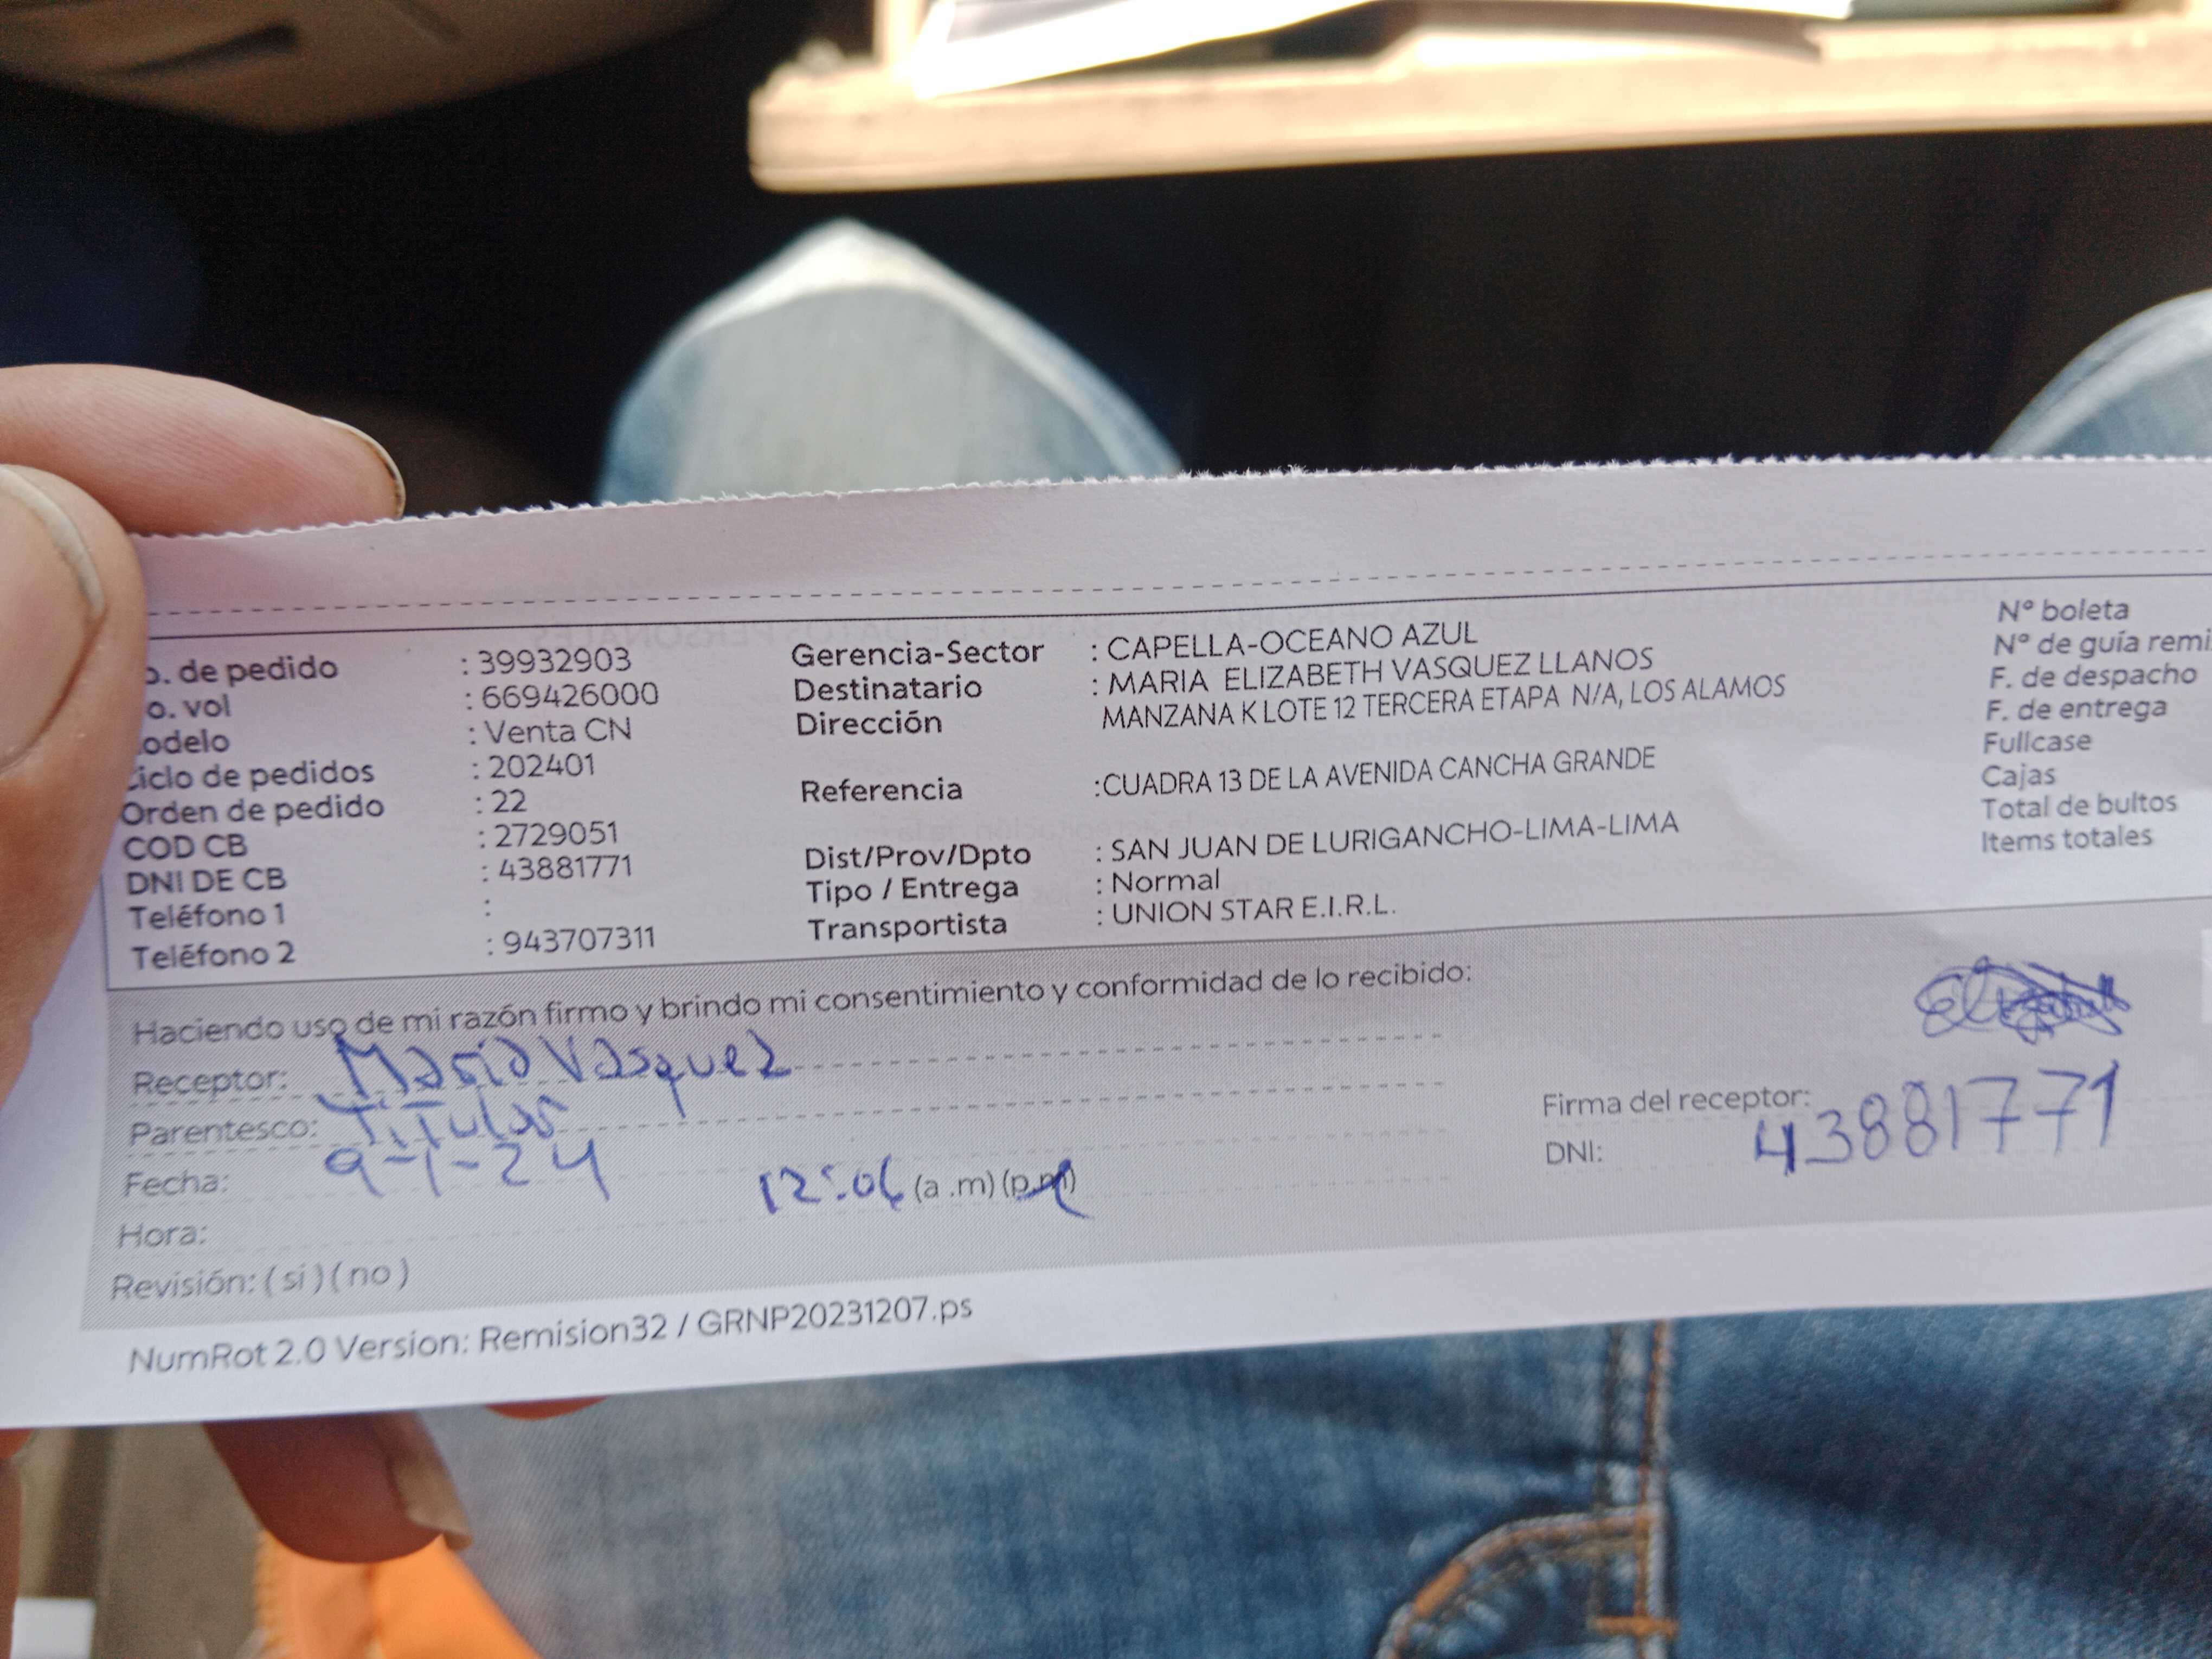 o. de pedido : 39932903
o. vol : 669426000
odelo : Venta CN
iclo de pedidos : 202401
Orden de pedido : 22
COD CB : 2729051
DNI DE CB : 43881771
Teléfono 1 :
Teléfono 2 : 943707311
Gerencia-Sector : CAPELLA-OCEANO AZUL
Destinatario : MARIA ELIZABETH VASQUEZ LLANOS
Dirección MANZANA K LOTE 12 TERCERA ETAPA N/A, LOS ALAMOS
Referencia :CUADRA 13 DE LA AVENIDA CANCHA GRANDE
Dist/Prov/Dpto : SAN JUAN DE LURIGANCHO-LIMA-LIMA
Tipo / Entrega : Normal
Transportista : UNION STAR E.I.R.L.
Nº boleta
Nº de guía remi
F. de despacho
F. de entrega
Fullcase
Cajas
Total de bultos
Items totales
Haciendo uso de mi razón firmo y brindo mi consentimiento y conformidad de lo recibido:
Receptor: Maria Vasquez
Parentesco: Titular
Fecha: 9-1-24
12:06 (a .m) (p.m)
Hora:
Revisión: ( si ) ( no )
Firma del receptor:
DNI: 43881771
NumRot 2.0 Version: Remision32 / GRNP20231207.ps